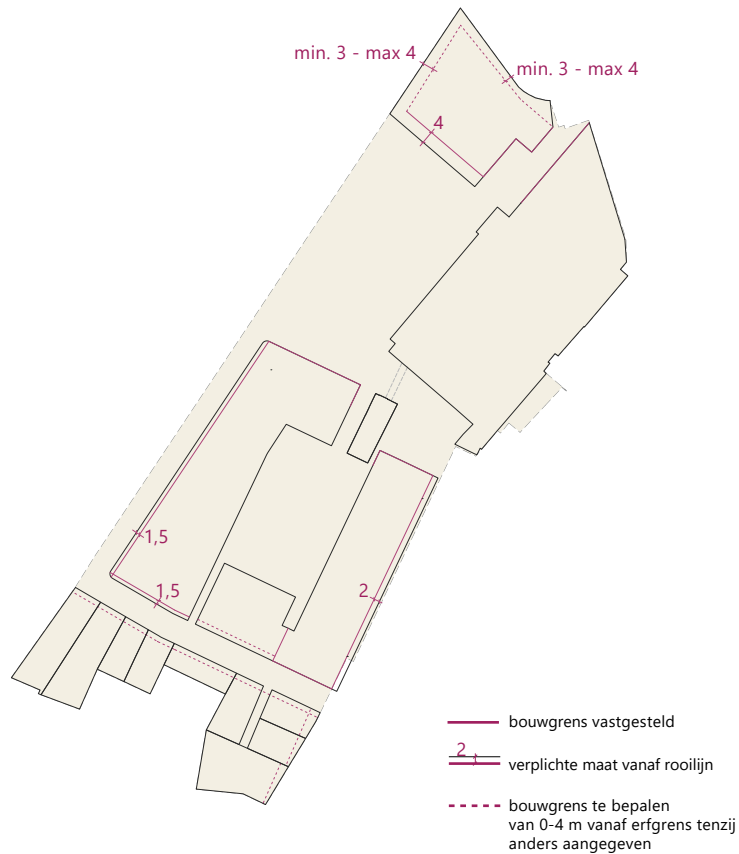 min. 3 - max 4
min. 3 - max 4
4
1,5
1,5
2
bouwgrens vastgesteld
2
verplichte maat vanaf rooilijn
bouwgrens te bepalen
van 0-4 m vanaf erfgrens tenzij
anders aangegeven